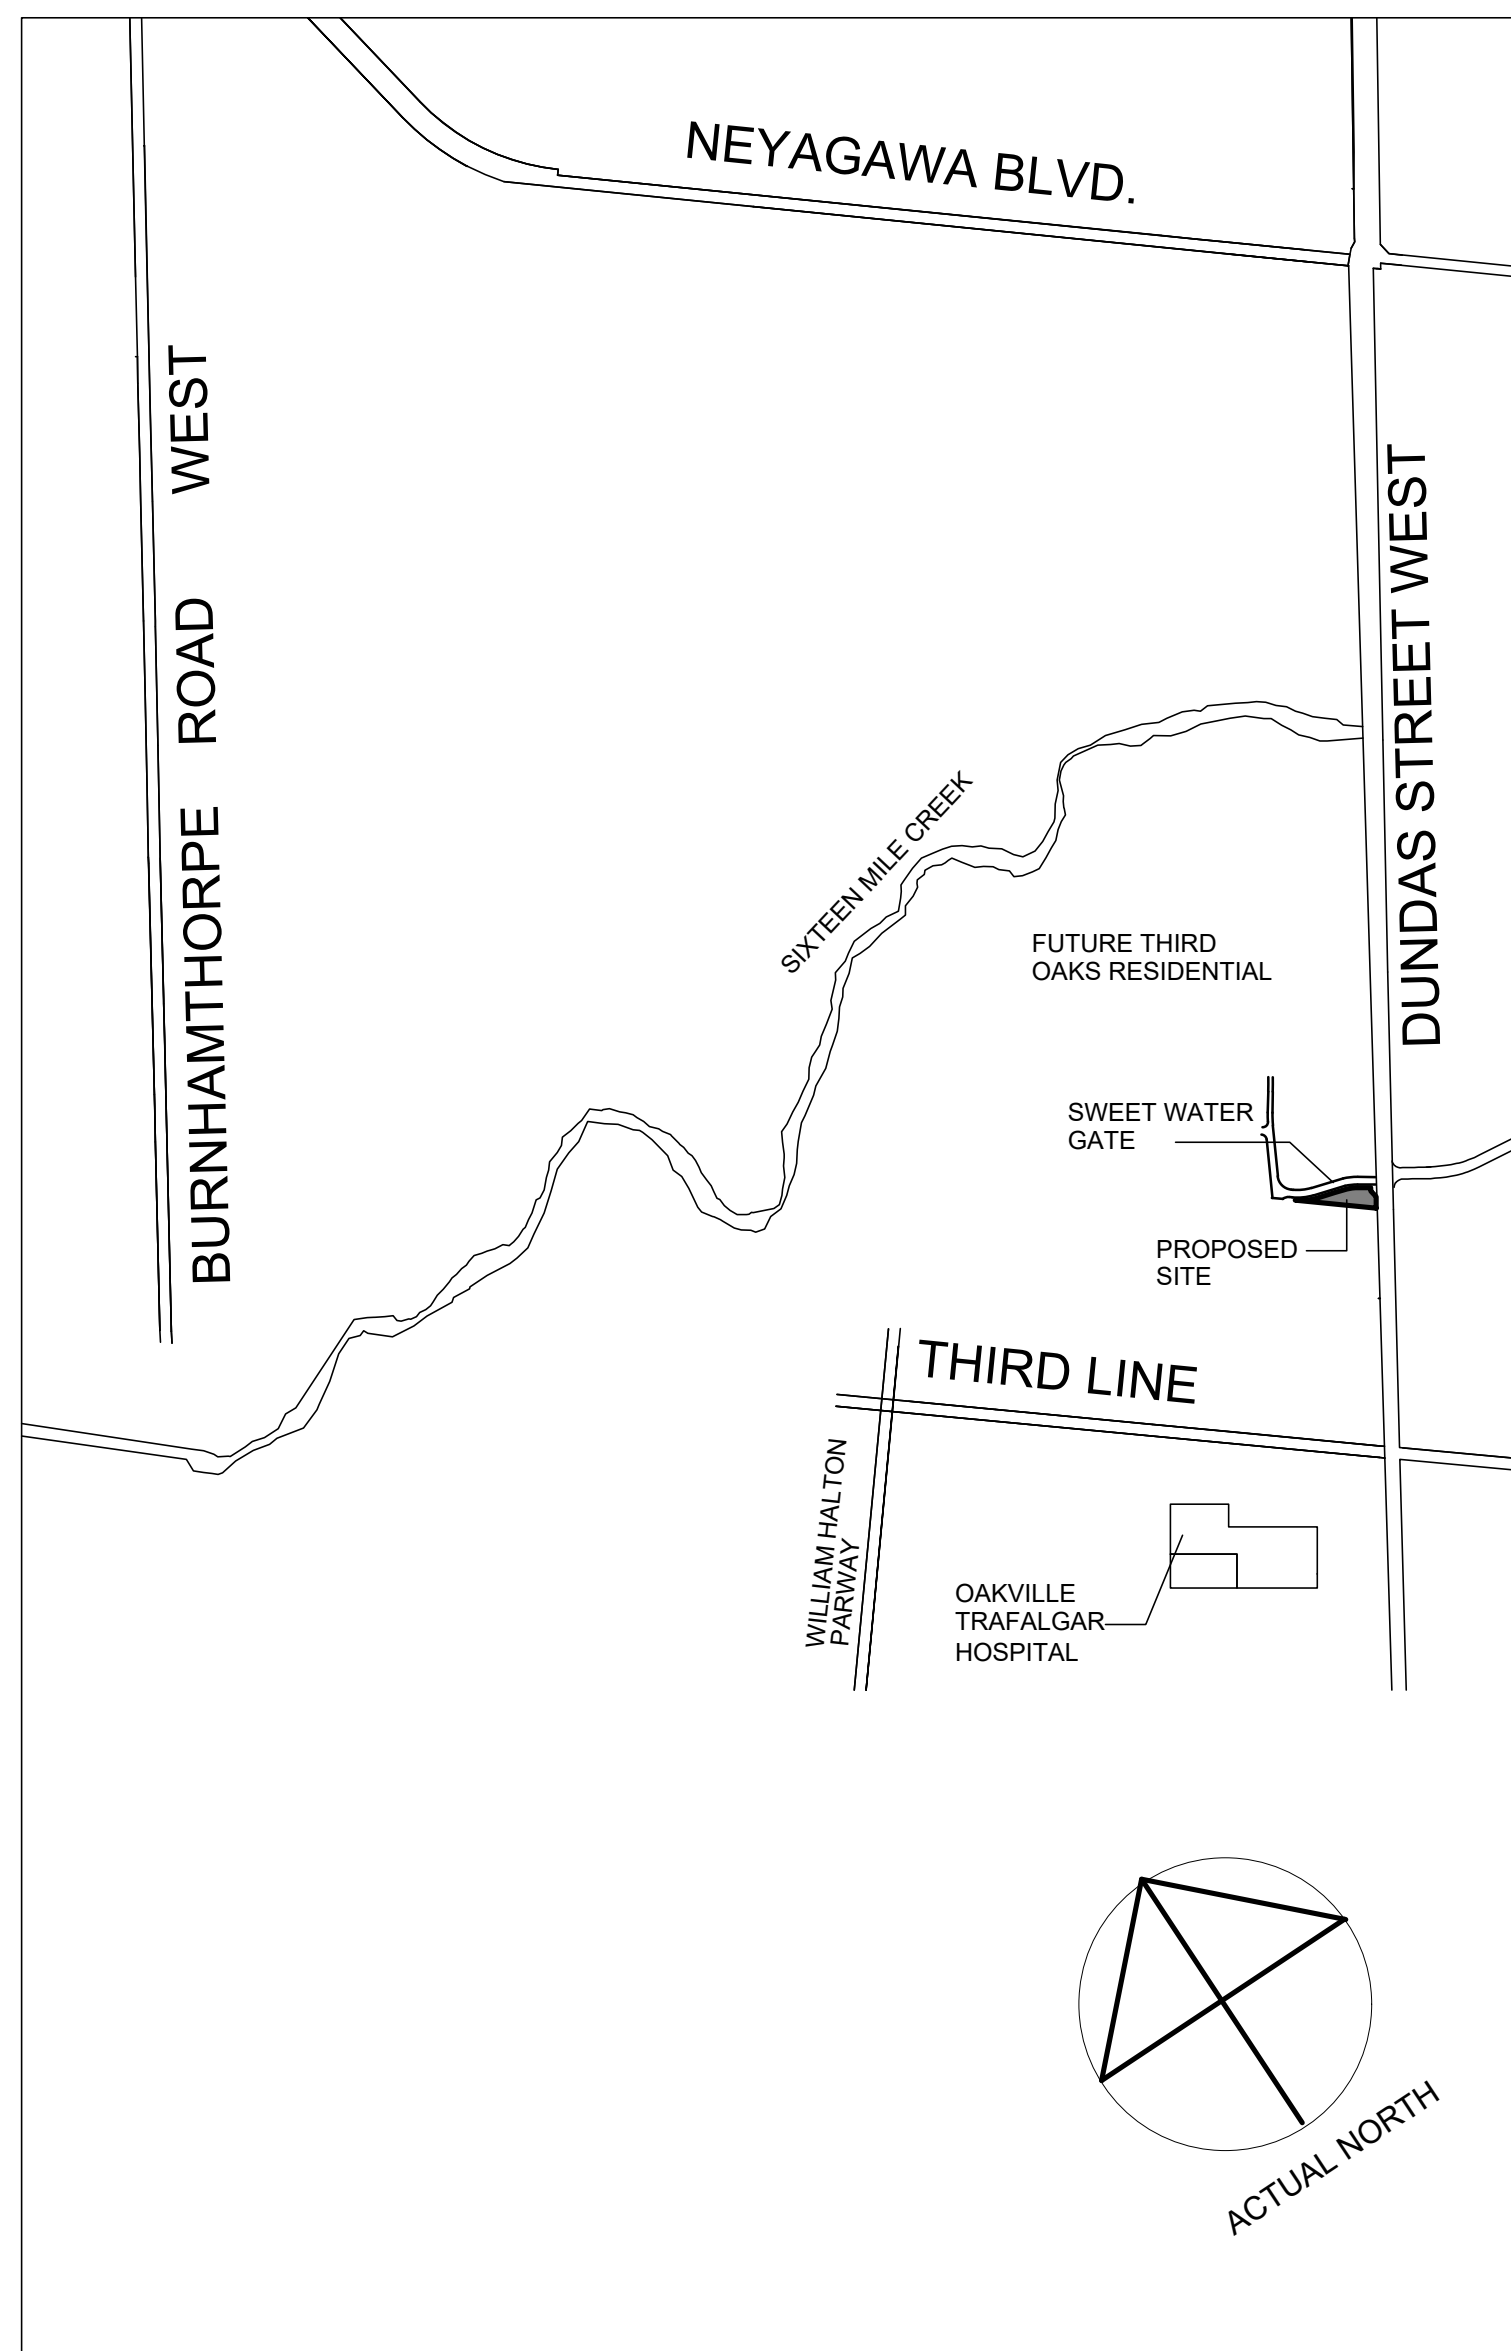 NEYAGAWA BLVD.
BURNHAMTHORPE ROAD WEST
DUNDAS STREET WEST
SIXTEEN MILE CREEK
FUTURE THIRD
OAKS RESIDENTIAL
SWEET WATER
GATE
PROPOSED
SITE
THIRD LINE
WILLIAM HALTON
PARWAY
OAKVILLE
TRAFALGAR
HOSPITAL
ACTUAL NORTH